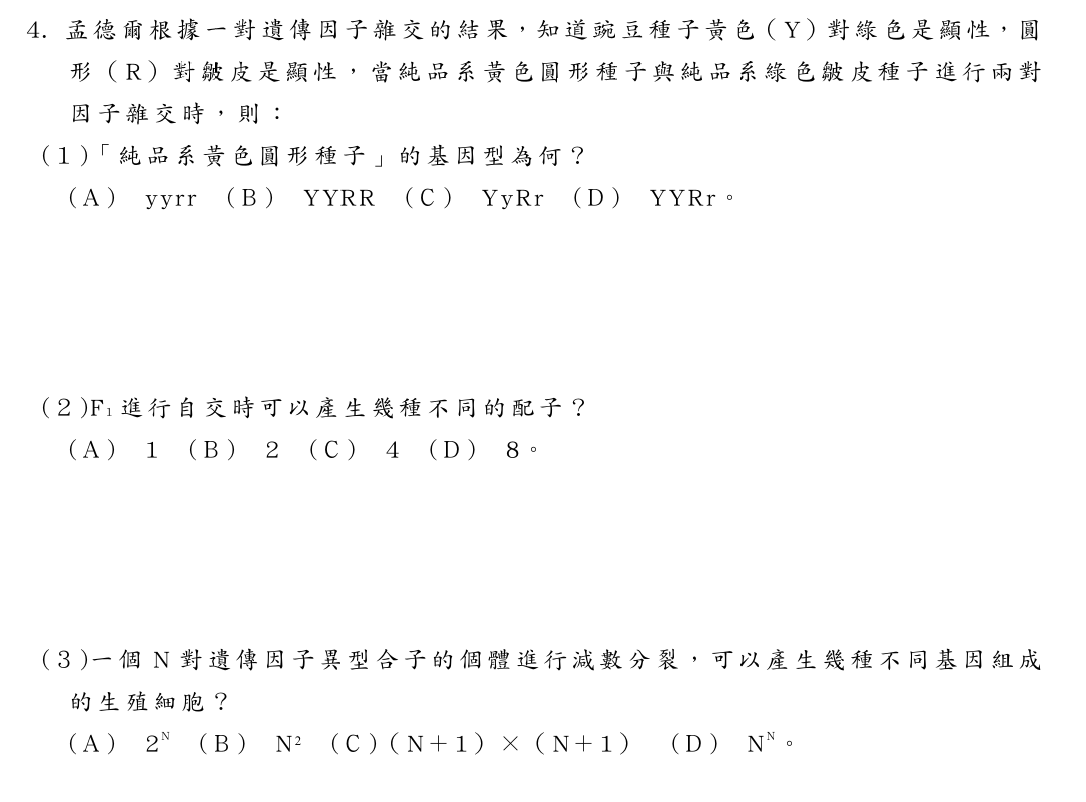 4. 孟德爾根據一對遺傳因子雜交的結果，知道豌豆種子黃色（Y）對綠色是顯性，圓
形（R）對皺皮是顯性，當純品系黃色圓形種子與純品系綠色皺皮種子進行兩對
因子雜交時，則：
(１)「純品系黃色圓形種子」的基因型為何？
（A） yyrr （B） YYRR （C） YyRr （D） YYRr。
(２)F₁ 進行自交時可以產生幾種不同的配子？
（A） 1 （B） 2 （C） 4 （D） 8。
(３)一個 N 對遺傳因子異型合子的個體進行減數分裂，可以產生幾種不同基因組成
的生殖細胞？
（A） 2ᴺ （B） N² （C）（N＋1）×（N＋1） （D） Nᴺ。